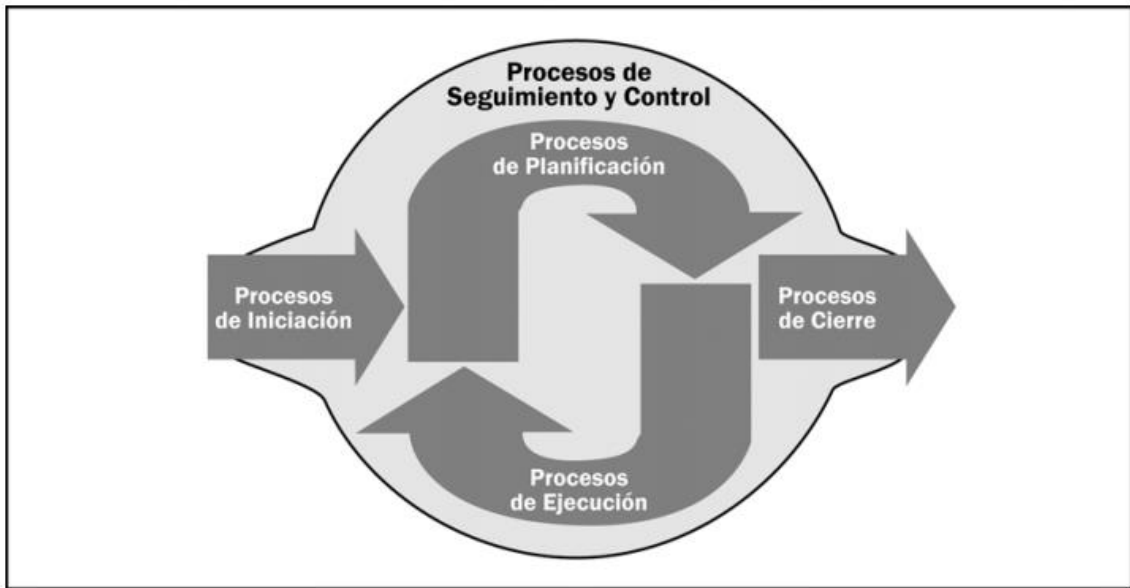 Procesos de
Seguimiento y Control
Procesos
de Planificación
Procesos
de Iniciación
Procesos
de Cierre
Procesos
de Ejecución